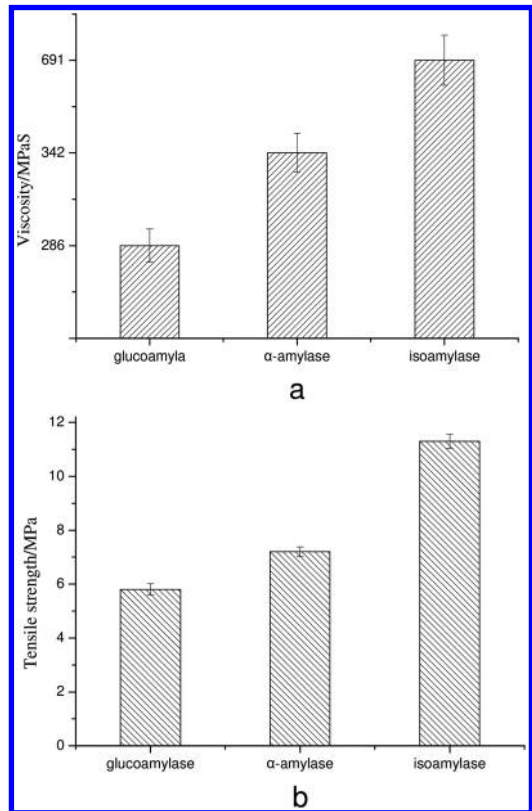 Viscosity/MPaS
691
342
286
glucoamyla α-amylase isoamylase
a
Tensile strength/MPa
12
10
8
6
4
2
0
glucoamylase α-amylase isoamylase
b